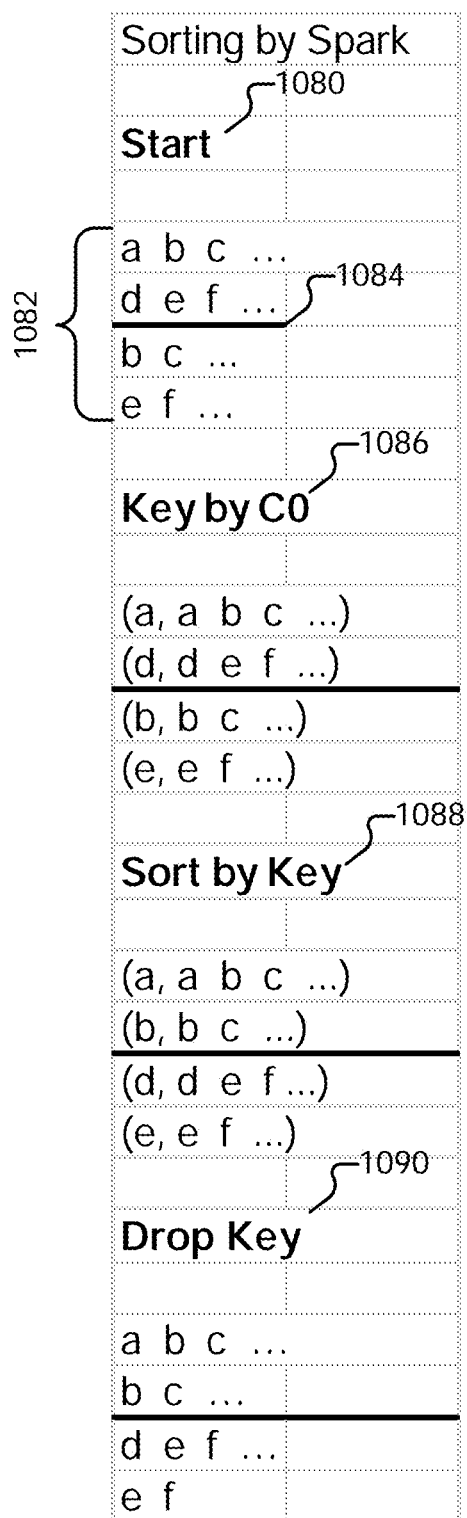 Sorting by Spark
1080
Start
a b c ...
1082
d e f ...
1084
b c ...
e f ...
1086
Key by C0
(a, a b c ...)
(d, d e f ...)
(b, b c ...)
(e, e f ...)
1088
Sort by Key
(a, a b c ...)
(b, b c ...)
(d, d e f ...)
(e, e f ...)
1090
Drop Key
a b c ...
b c ...
d e f ...
e f